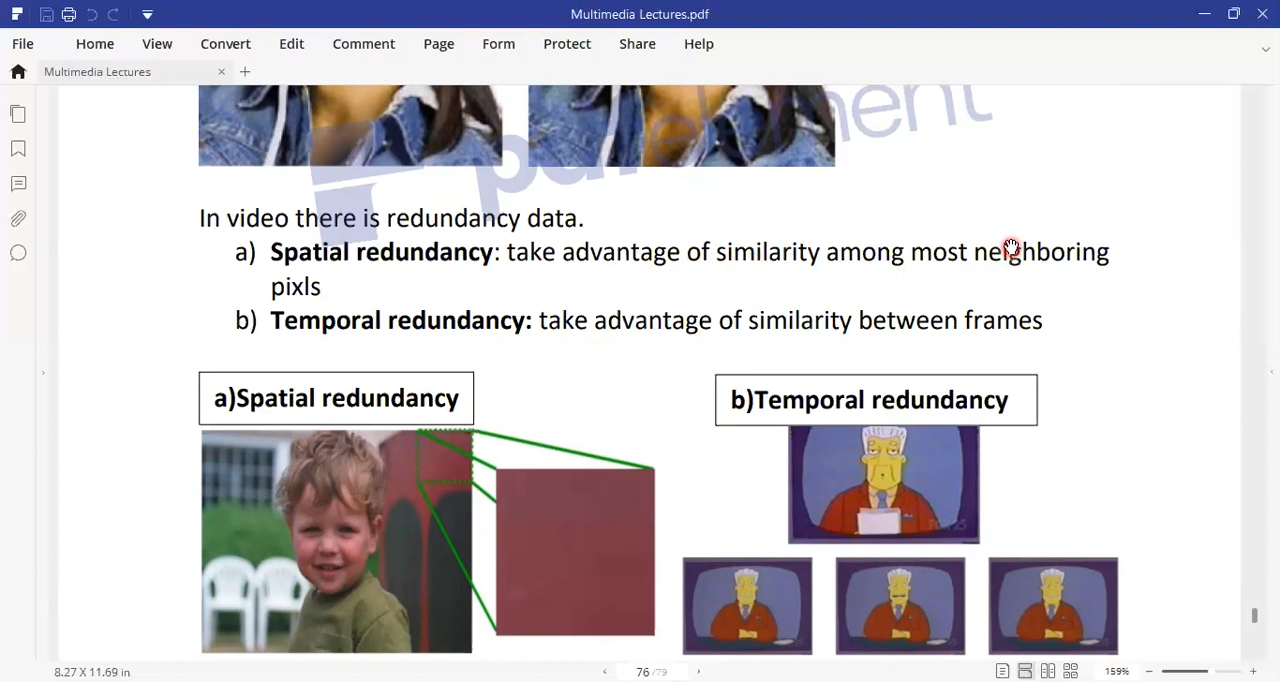 Multimedia Lectures.pdf
File Home View Convert Edit Comment Page Form Protect Share Help
Multimedia Lectures
In video there is redundancy data.
a) Spatial redundancy: take advantage of similarity among most neighboring
pixls
b) Temporal redundancy: take advantage of similarity between frames
a)Spatial redundancy
b)Temporal redundancy
8.27 X 11.69 in
76 /79
159%